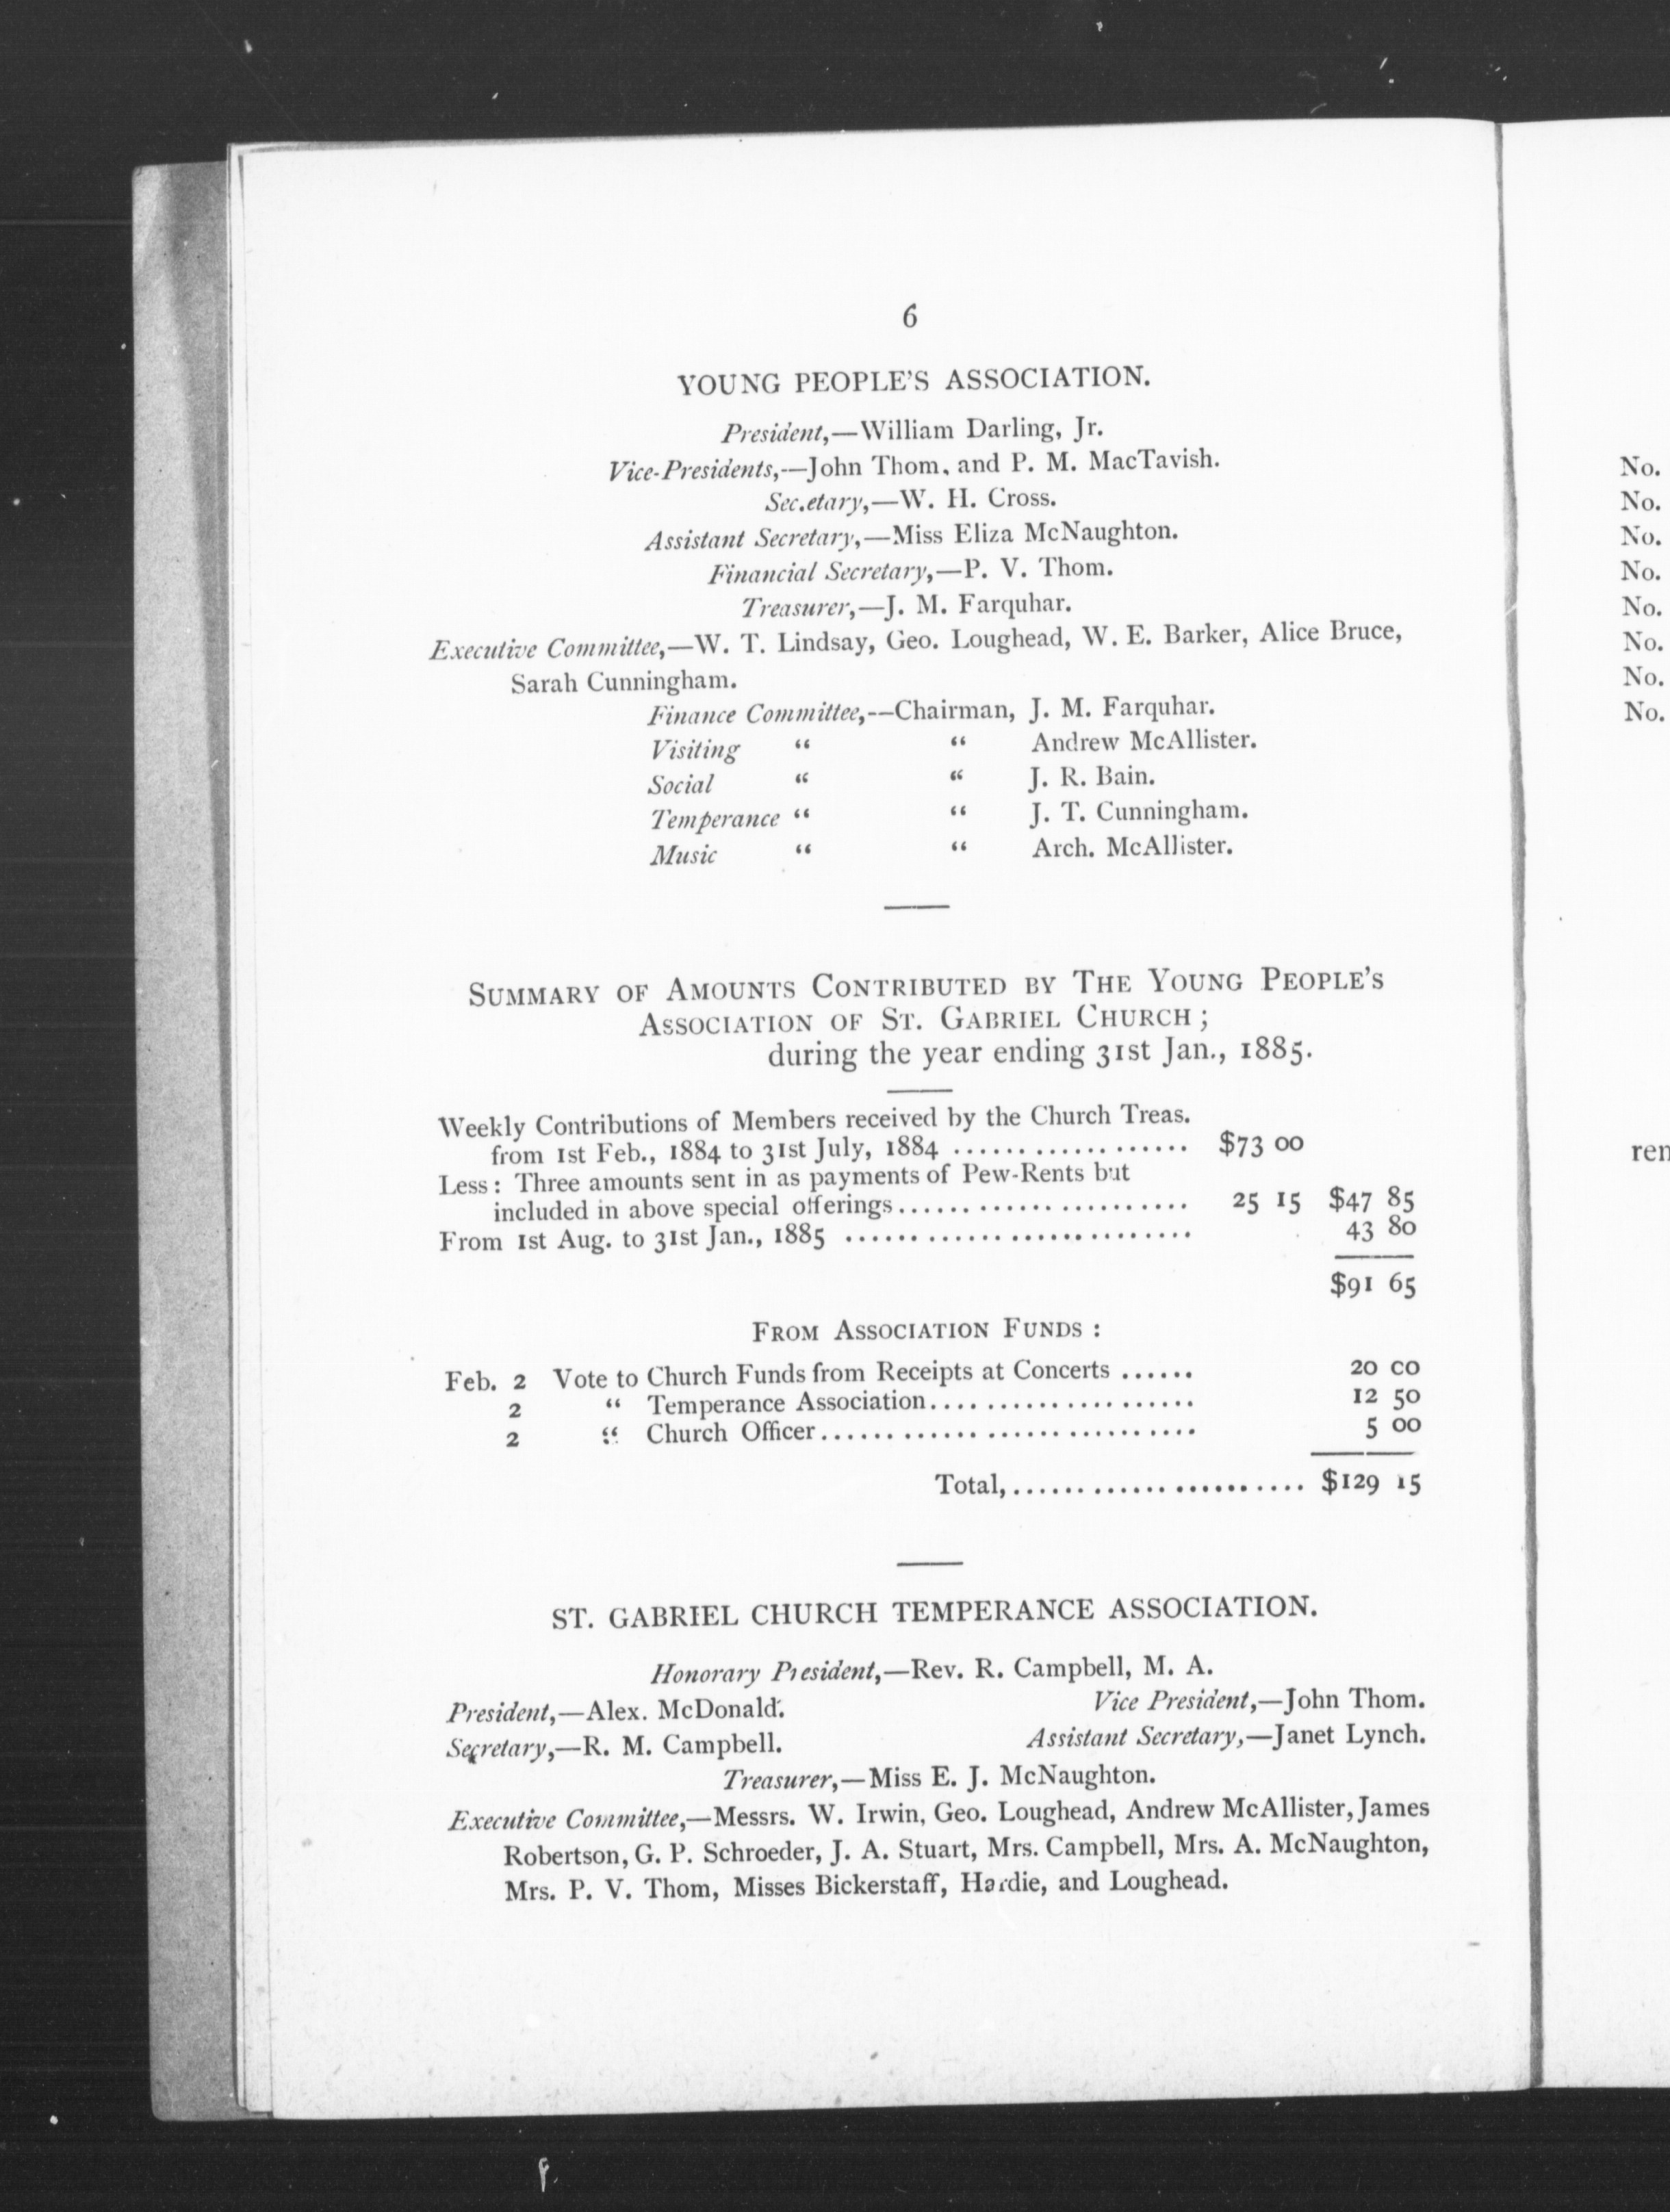 6
YOUNG PEOPLE'S ASSOCIATION.
President,—William Darling, Jr.
Vice-Presidents,—John Thom, and P. M. MacTavish.
Secretary,—W. H. Cross.
Assistant Secretary,—Miss Eliza McNaughton.
Financial Secretary,—P. V. Thom.
Treasurer,—J. M. Farquhar.
Executive Committee,—W. T. Lindsay, Geo. Loughead, W. E. Barker, Alice Bruce,
Sarah Cunningham.
Finance Committee,—Chairman, J. M. Farquhar.
Visiting “ “ Andrew McAllister.
Social “ “ J. R. Bain.
Temperance “ “ J. T. Cunningham.
Music “ “ Arch. McAllister.
SUMMARY OF AMOUNTS CONTRIBUTED BY THE YOUNG PEOPLE'S
ASSOCIATION OF ST. GABRIEL CHURCH;
during the year ending 31st Jan., 1885.
Weekly Contributions of Members received by the Church Treas.
from 1st Feb., 1884 to 31st July, 1884 .................. $73 00
Less: Three amounts sent in as payments of Pew-Rents but
included in above special offerings...................... 25 15 $47 85
From 1st Aug. to 31st Jan., 1885 ........................... 43 80
$91 65
FROM ASSOCIATION FUNDS :
Feb. 2 Vote to Church Funds from Receipts at Concerts ...... 20 00
2 “ Temperance Association.................... 12 50
2 “ Church Officer.............................. 5 00
Total,........................ $129 15
ST. GABRIEL CHURCH TEMPERANCE ASSOCIATION.
Honorary President,—Rev. R. Campbell, M. A.
President,—Alex. McDonald. Vice President,—John Thom.
Secretary,—R. M. Campbell. Assistant Secretary,—Janet Lynch.
Treasurer,—Miss E. J. McNaughton.
Executive Committee,—Messrs. W. Irwin, Geo. Loughead, Andrew McAllister, James
Robertson, G. P. Schroeder, J. A. Stuart, Mrs. Campbell, Mrs. A. McNaughton,
Mrs. P. V. Thom, Misses Bickerstaff, Hardie, and Loughead.
No.
No.
No.
No.
No.
No.
No.
No.